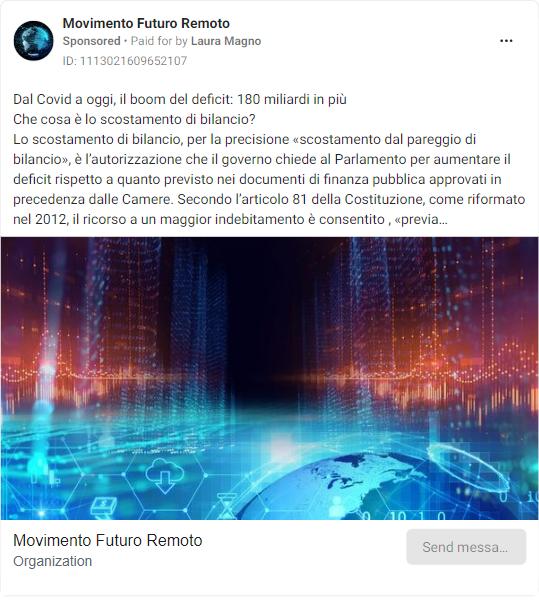 Movimento Futuro Remoto
Sponsored • Paid for by Laura Magno
ID: 1113021609652107
Dal Covid a oggi, il boom del deficit: 180 miliardi in più
Che cosa è lo scostamento di bilancio?
Lo scostamento di bilancio, per la precisione «scostamento dal pareggio di
bilancio», è l’autorizzazione che il governo chiede al Parlamento per aumentare il
deficit rispetto a quanto previsto nei documenti di finanza pubblica approvati in
precedenza dalle Camere. Secondo l’articolo 81 della Costituzione, come riformato
nel 2012, il ricorso a un maggior indebitamento è consentito , «previa...
0 10 1 0
Movimento Futuro Remoto
Organization
Send messa...